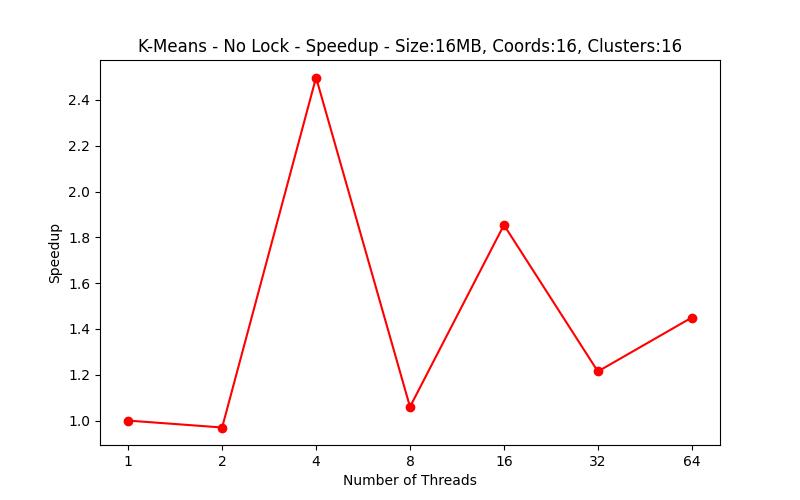 K-Means - No Lock - Speedup - Size:16MB, Coords:16, Clusters:16
Speedup
2.4
2.2
2.0
1.8
1.6
1.4
1.2
1.0
1 2 4 8 16 32 64
Number of Threads